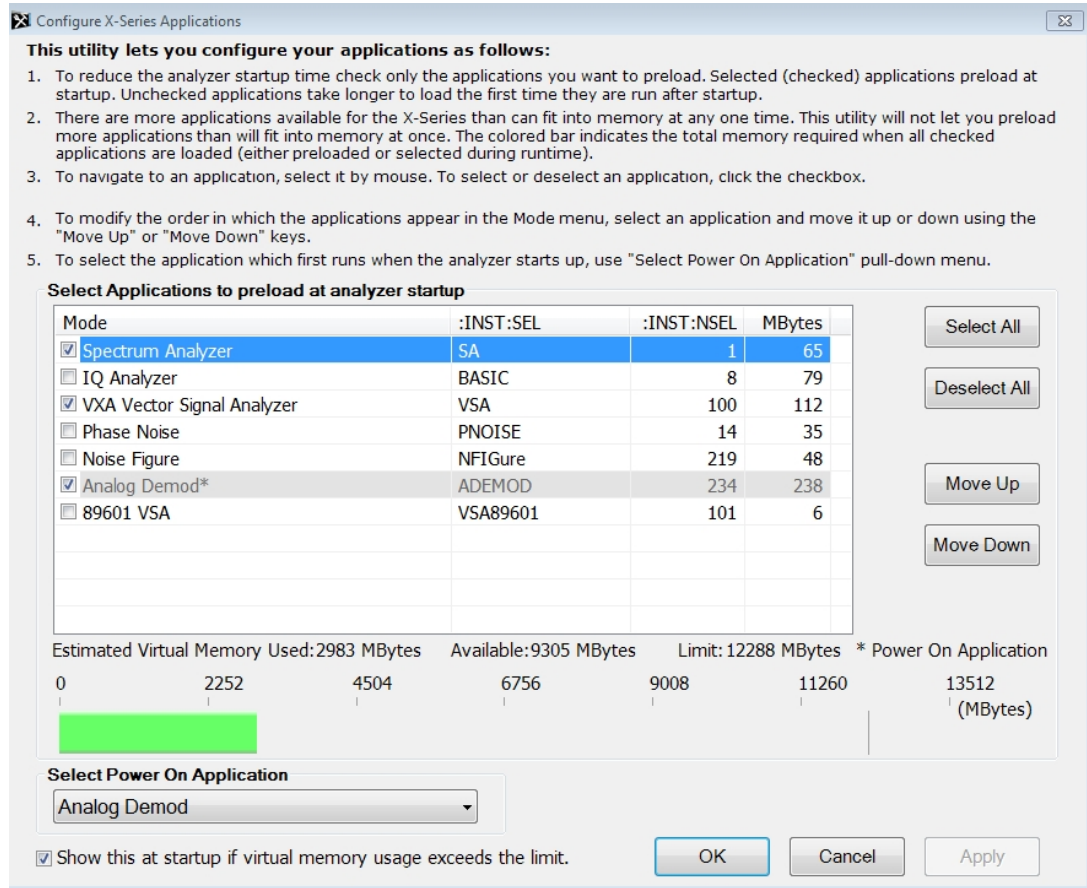 Configure X-Series Applications
This utility lets you configure your applications as follows:
1. To reduce the analyzer startup time check only the applications you want to preload. Selected (checked) applications preload at
startup. Unchecked applications take longer to load the first time they are run after startup.
2. There are more applications available for the X-Series than can fit into memory at any one time. This utility will not let you preload
more applications than will fit into memory at once. The colored bar indicates the total memory required when all checked
applications are loaded (either preloaded or selected during runtime).
3. To navigate to an application, select it by mouse. To select or deselect an application, click the checkbox.
4. To modify the order in which the applications appear in the Mode menu, select an application and move it up or down using the
"Move Up" or "Move Down" keys.
5. To select the application which first runs when the analyzer starts up, use "Select Power On Application" pull-down menu.
Select Applications to preload at analyzer startup
Mode :INST:SEL :INST:NSEL MBytes
Spectrum Analyzer SA 1 65
IQ Analyzer BASIC 8 79
VXA Vector Signal Analyzer VSA 100 112
Phase Noise PNOISE 14 35
Noise Figure NFIGure 219 48
Analog Demod* ADEMOD 234 238
89601 VSA VSA89601 101 6
Select All
Deselect All
Move Up
Move Down
Estimated Virtual Memory Used:2983 MBytes Available:9305 MBytes Limit:12288 MBytes * Power On Application
0 2252 4504 6756 9008 11260 13512
(MBytes)
Select Power On Application
Analog Demod
Show this at startup if virtual memory usage exceeds the limit.
OK Cancel Apply